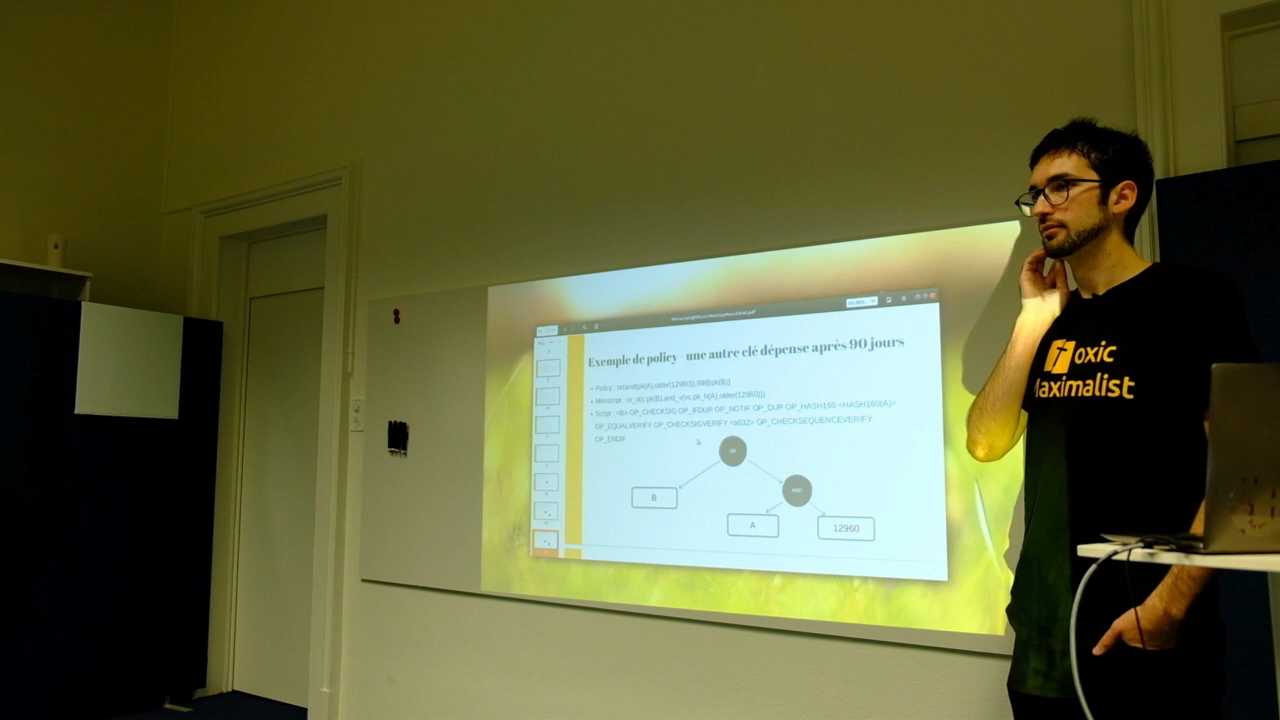 Exemple de policy - une autre clé dépense après 90 jours
• Policy : or(and(pk(A),older(12960)),99@pk(B))
• Miniscript : or_d(c:pk(B),and_v(vc:pk_h(A),older(12960)))
• Script : <B> OP_CHECKSIG OP_IFDUP OP_NOTIF OP_DUP OP_HASH160 <HASH160(A)>
OP_EQUALVERIFY OP_CHECKSIGVERIFY <a032> OP_CHECKSEQUENCEVERIFY
OP_ENDIF
OR
B
AND
A
12960
Toxic
Maximalist